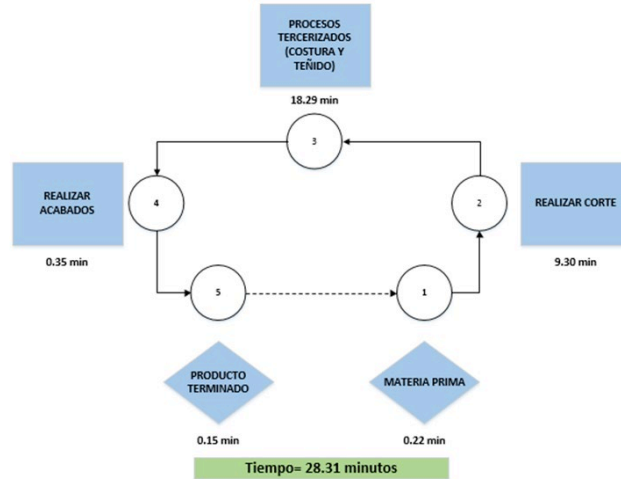 PROCESOS
TERCERIZADOS
(COSTURA Y
TEÑIDO)
18.29 min
3
REALIZAR
ACABADOS
0.35 min
4
2
REALIZAR CORTE
9.30 min
5
1
PRODUCTO
TERMINADO
0.15 min
MATERIA PRIMA
0.22 min
Tiempo= 28.31 minutos